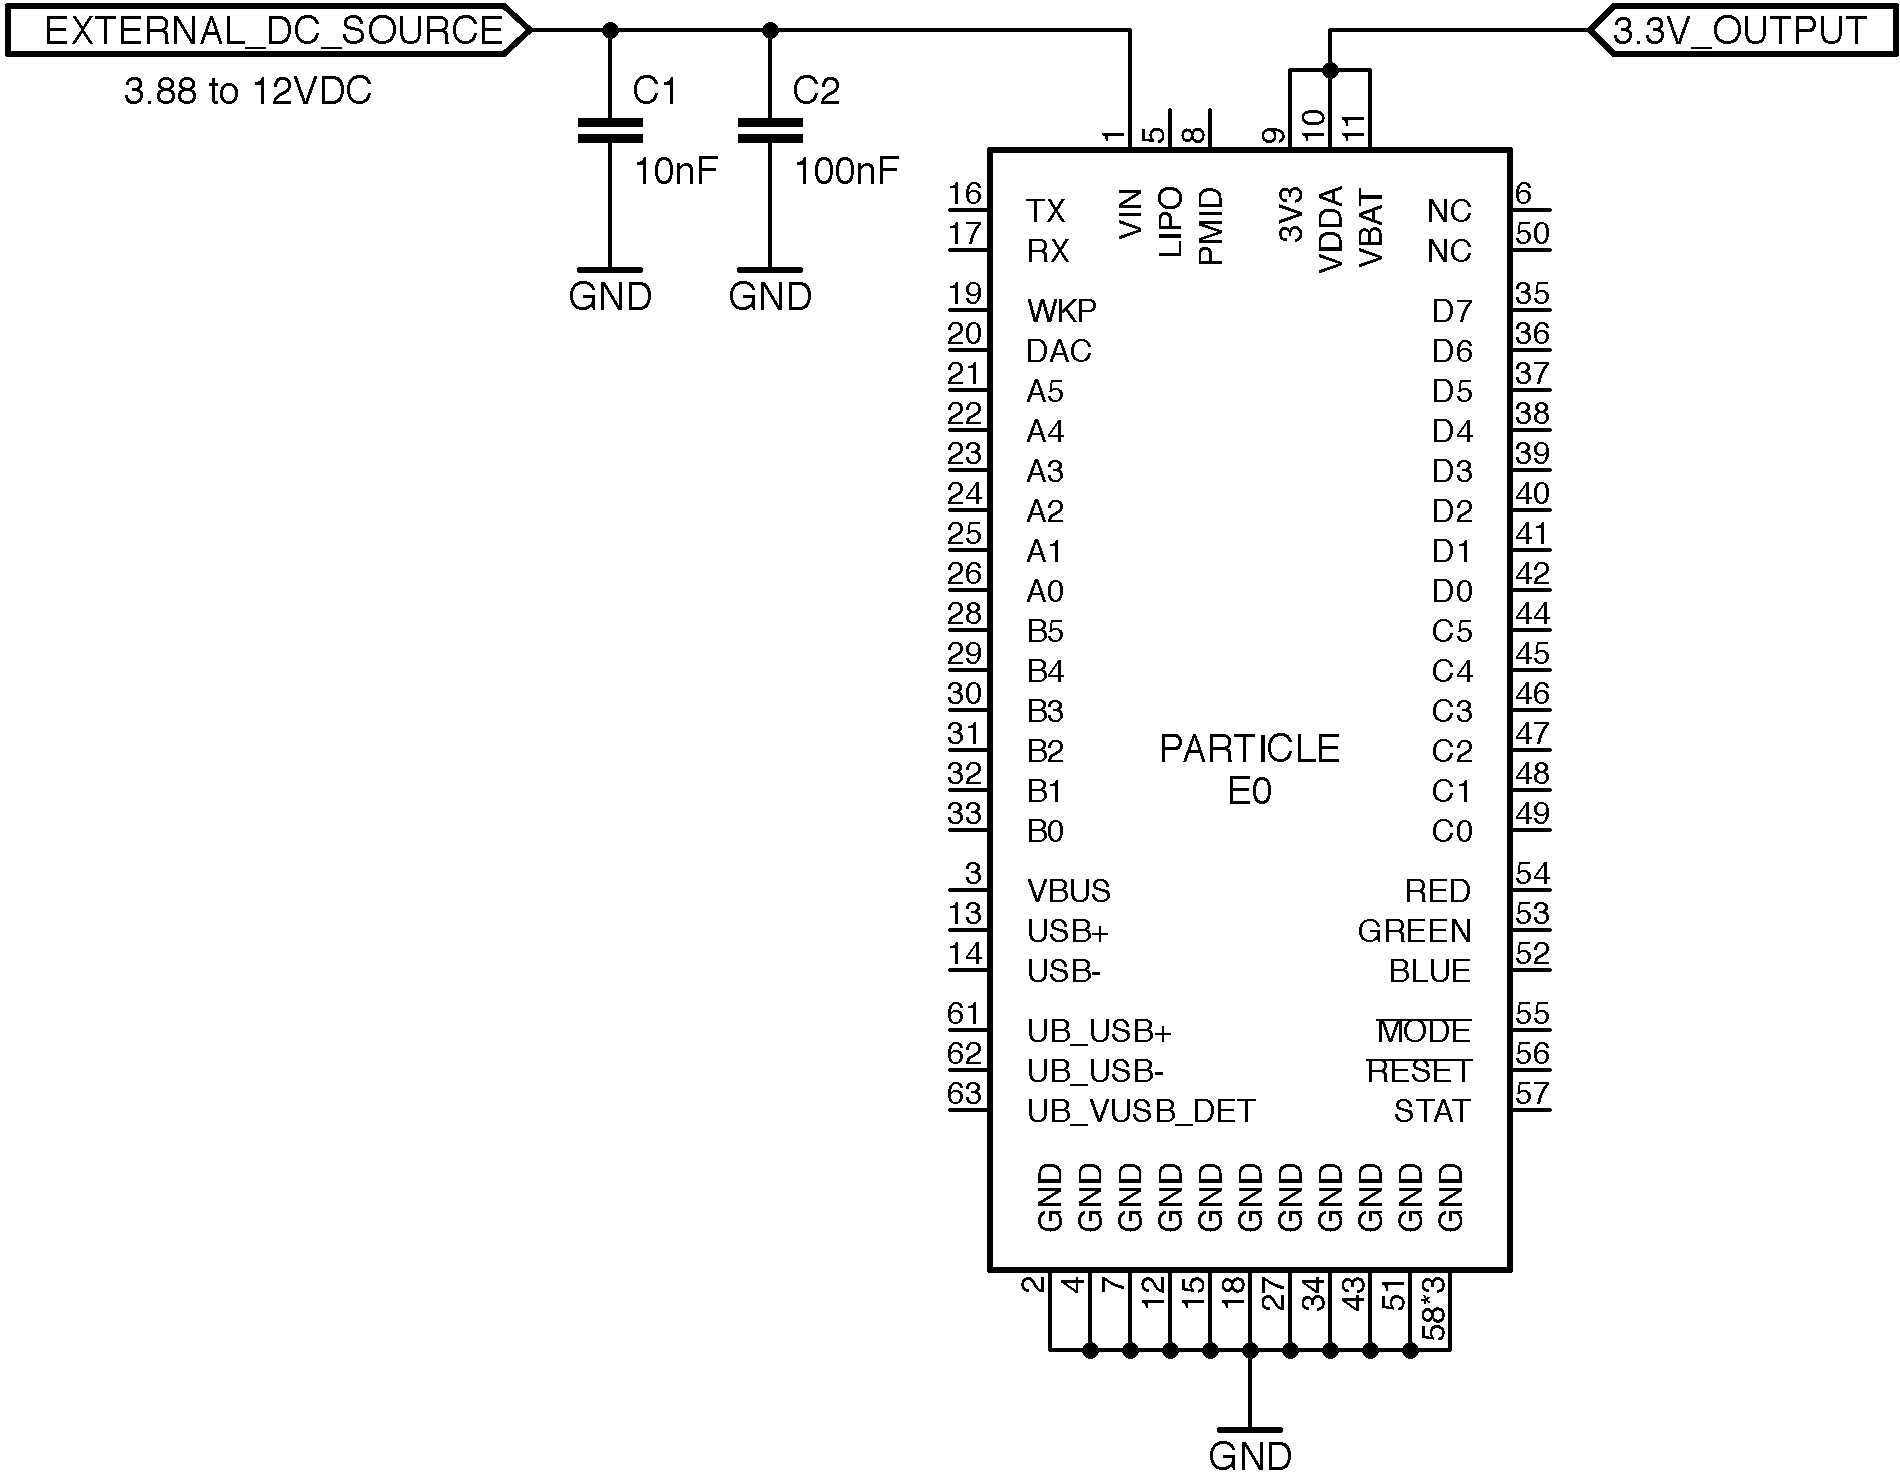 EXTERNAL_DC_SOURCE
3.3V_OUTPUT
3.88 to 12VDC
C1
10nF
GND
C2
100nF
GND
1 5 8 9 10 11
VIN LIPO PMID 3V3 VDDA VBAT
16 TX NC 6
17 RX NC 50
19 WKP D7 35
20 DAC D6 36
21 A5 D5 37
22 A4 D4 38
23 A3 D3 39
24 A2 D2 40
25 A1 D1 41
26 A0 D0 42
28 B5 C5 44
29 B4 C4 45
30 B3 C3 46
31 B2 C2 47
32 B1 C1 48
33 B0 C0 49
PARTICLE
E0
3 VBUS RED 54
13 USB+ GREEN 53
14 USB- BLUE 52
61 UB_USB+ MODE 55
62 UB_USB- RESET 56
63 UB_VUSB_DET STAT 57
GND GND GND GND GND GND GND GND GND GND GND
2 4 7 12 15 18 27 34 43 51 58*3
GND